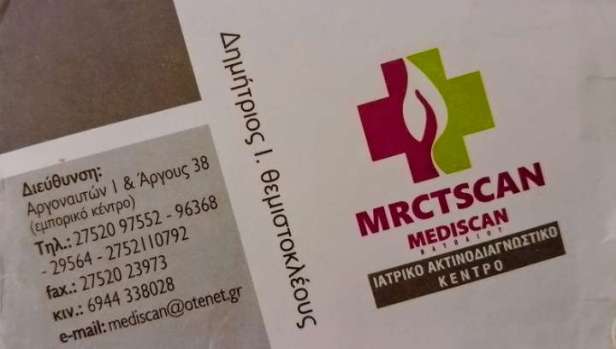 Διεύθυνση:
Αργοναυτών 1 & Άργους 38
(εμπορικό κέντρο)
Τηλ.: 27520 97552 - 96368
- 29564 - 2752110792
fax.: 27520 23973
κιν.: 6944 338028
e-mail: mediscan@otenet.gr
Δημήτριος Ι. Θεμιστοκλέους
MRCTSCAN
MEDISCAN
ΝΑΥΠΛΙΟΥ
ΙΑΤΡΙΚΟ ΑΚΤΙΝΟΔΙΑΓΝΩΣΤΙΚΟ
ΚΕΝΤΡΟ